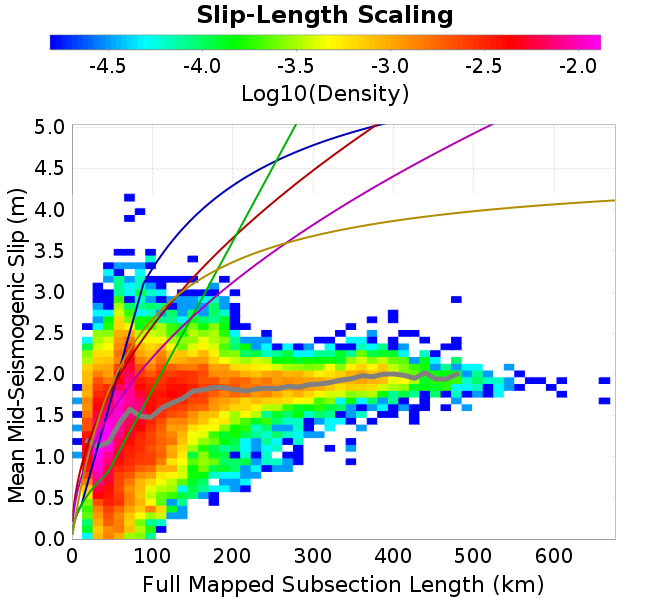 Slip-Length Scaling
-4.5 -4.0 -3.5 -3.0 -2.5 -2.0
Log10(Density)
5.0
4.5
4.0
3.5
3.0
2.5
2.0
1.5
1.0
0.5
0.0
Mean Mid-Seismogenic Slip (m)
0 100 200 300 400 500 600
Full Mapped Subsection Length (km)